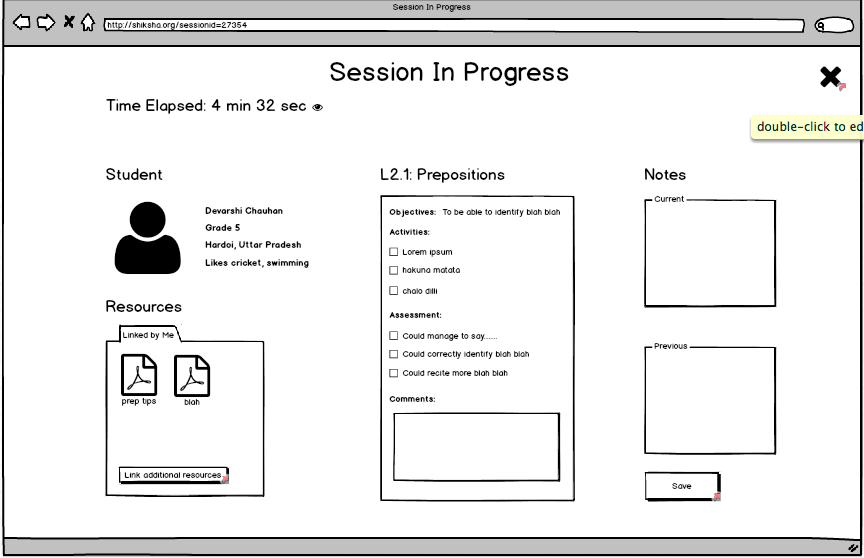 Session In Progress
http://shiksha.org/sessionid=27354
Session In Progress
Time Elapsed: 4 min 32 sec
double-click to ed
Student
Devarshi Chauhan
Grade 5
Hardoi, Uttar Pradesh
Likes cricket, swimming
Resources
Linked by Me
prep tips
blah
Link additional resources
L2.1: Prepositions
Objectives: To be able to identify blah blah
Activities:
Lorem ipsum
hakuna matata
chalo dilli
Assessment:
Could manage to say......
Could correctly identify blah blah
Could recite more blah blah
Comments:
Notes
Current
Previous
Save